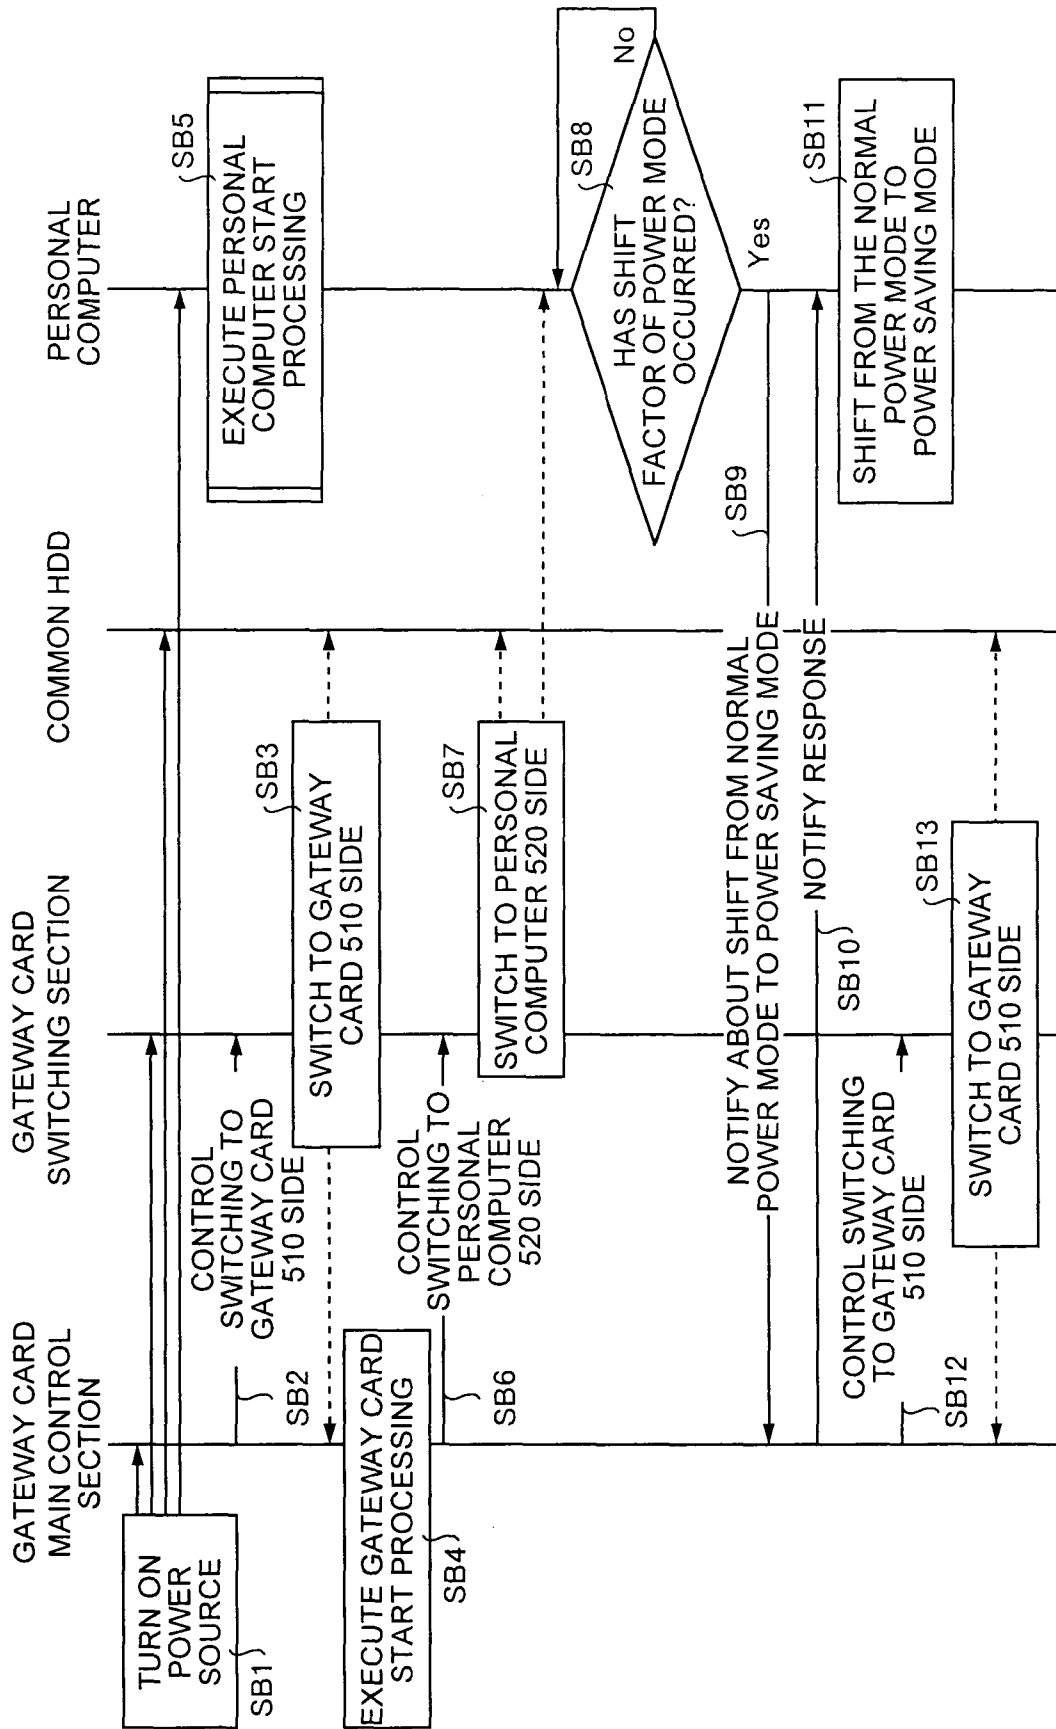 GATEWAY CARD
MAIN CONTROL
SECTION
GATEWAY CARD
SWITCHING SECTION
COMMON HDD
PERSONAL
COMPUTER
TURN ON
POWER
SOURCE
SB1
CONTROL
SWITCHING TO
GATEWAY CARD
510 SIDE
SB2
SWITCH TO GATEWAY
CARD 510 SIDE
SB3
EXECUTE GATEWAY CARD
START PROCESSING
SB4
EXECUTE PERSONAL
COMPUTER START
PROCESSING
SB5
CONTROL
SWITCHING TO
PERSONAL
COMPUTER
520 SIDE
SB6
SWITCH TO PERSONAL
COMPUTER 520 SIDE
SB7
HAS SHIFT
FACTOR OF POWER MODE
OCCURRED?
SB8
No
Yes
NOTIFY ABOUT SHIFT FROM NORMAL
POWER MODE TO POWER SAVING MODE
SB9
NOTIFY RESPONSE
SB10
SHIFT FROM THE NORMAL
POWER MODE TO
POWER SAVING MODE
SB11
CONTROL SWITCHING
TO GATEWAY CARD
510 SIDE
SB12
SWITCH TO GATEWAY
CARD 510 SIDE
SB13